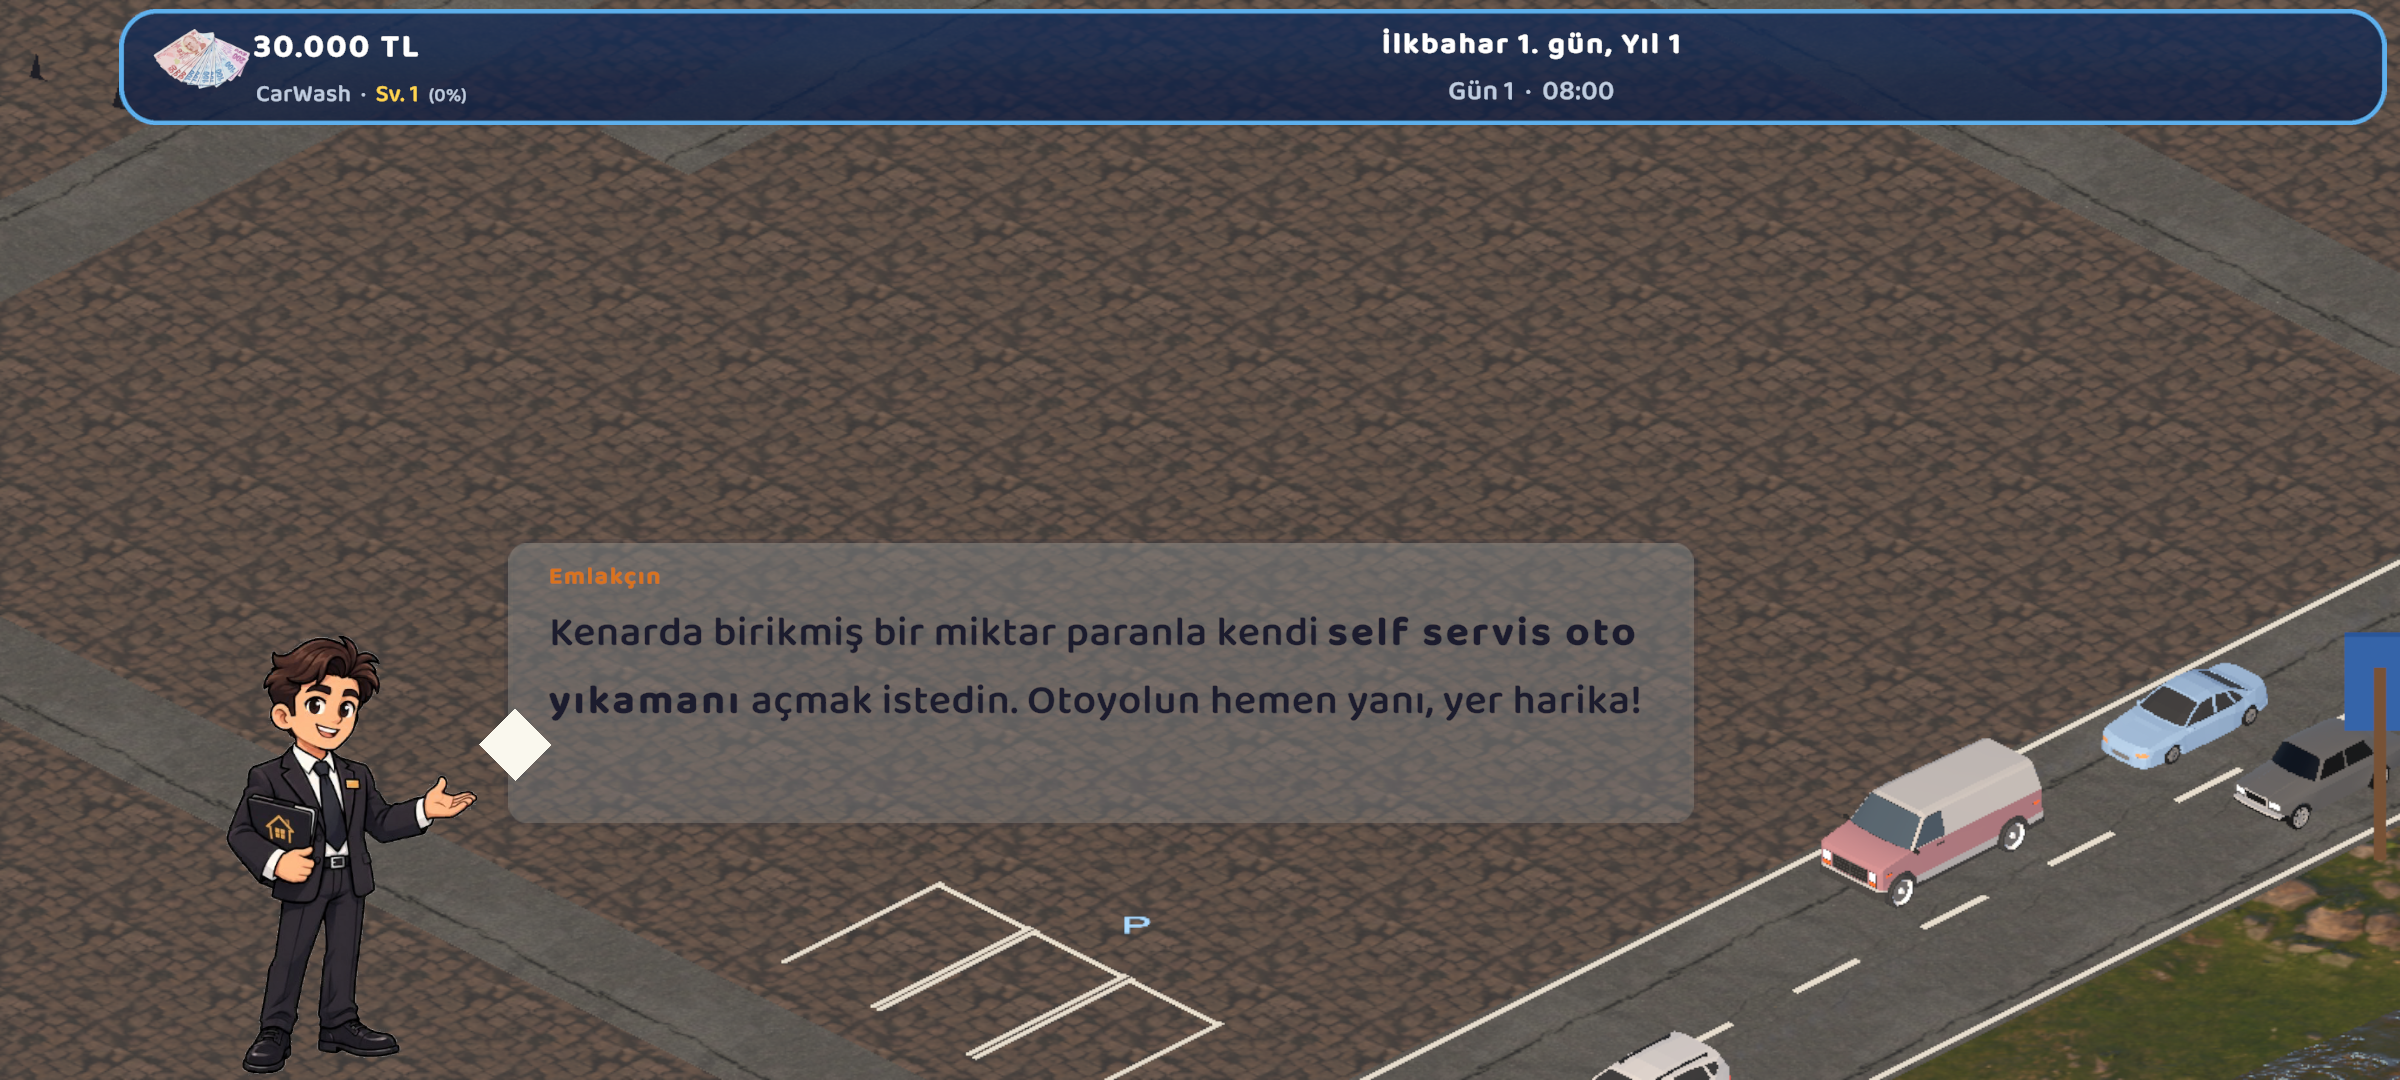 30.000 TL
CarWash · Sv. 1 (0%)
İlkbahar 1. gün, Yıl 1
Gün 1 · 08:00
Emlakçın
Kenarda birikmiş bir miktar paranla kendi self servis oto
yıkamanı açmak istedin. Otoyolun hemen yanı, yer harika!
P